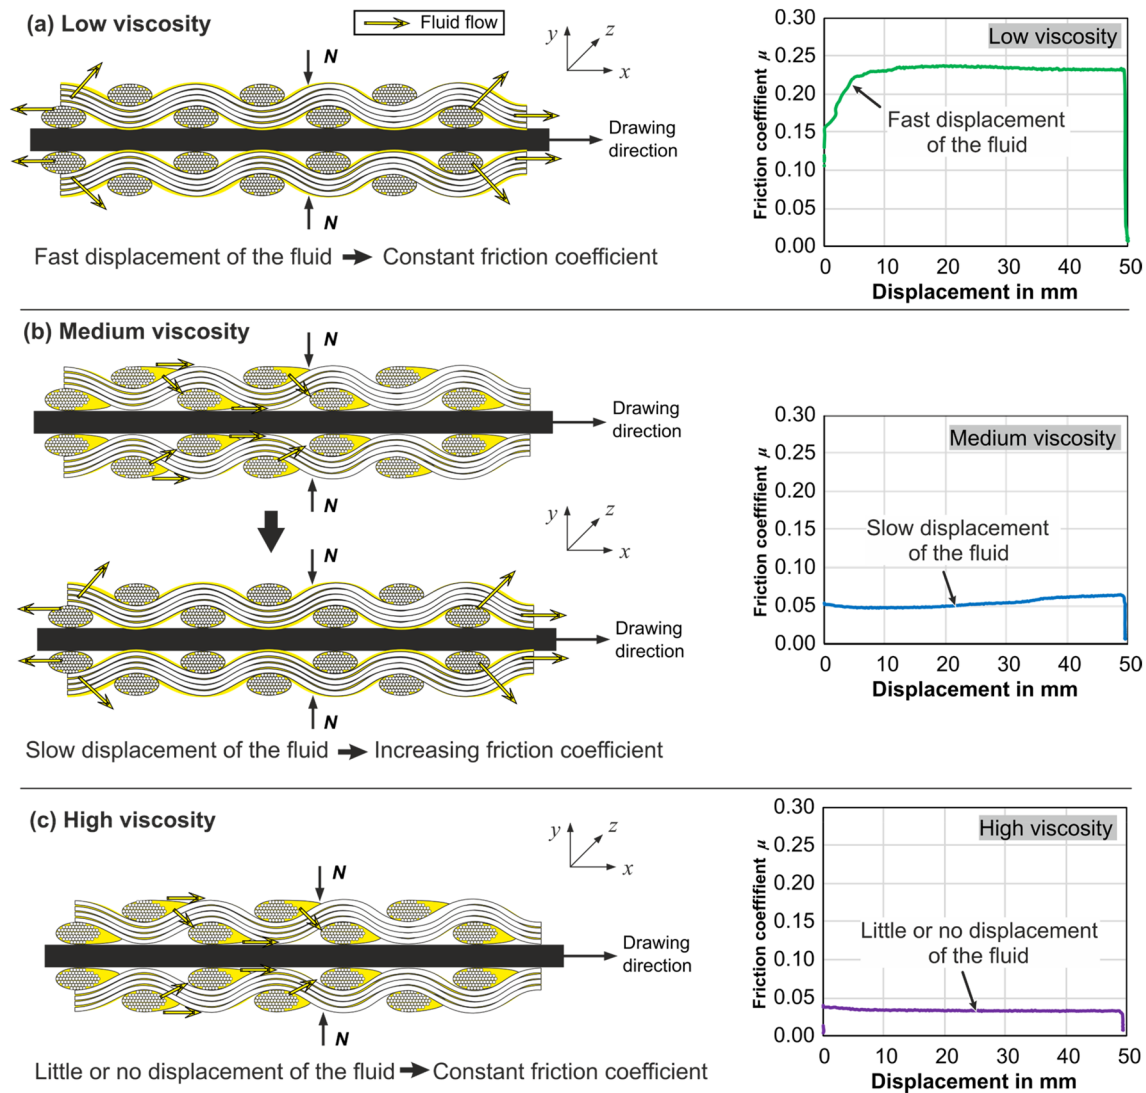 (a) Low viscosity
Fluid flow
N
y
z
x
Drawing
direction
N
Fast displacement of the fluid → Constant friction coefficient
0.30
0.25
0.20
0.15
0.10
0.05
0.00
Friction coeffifient μ
Low viscosity
Fast displacement
of the fluid
0
10
20
30
40
50
Displacement in mm
(b) Medium viscosity
N
Drawing
direction
N
y
z
x
N
Drawing
direction
N
Slow displacement of the fluid → Increasing friction coefficient
0.30
0.25
0.20
0.15
0.10
0.05
0.00
Friction coeffifient μ
Medium viscosity
Slow displacement
of the fluid
0
10
20
30
40
50
Displacement in mm
(c) High viscosity
y
z
x
N
Drawing
direction
N
Little or no displacement of the fluid → Constant friction coefficient
0.30
0.25
0.20
0.15
0.10
0.05
0.00
Friction coeffifient μ
High viscosity
Little or no displacement
of the fluid
0
10
20
30
40
50
Displacement in mm